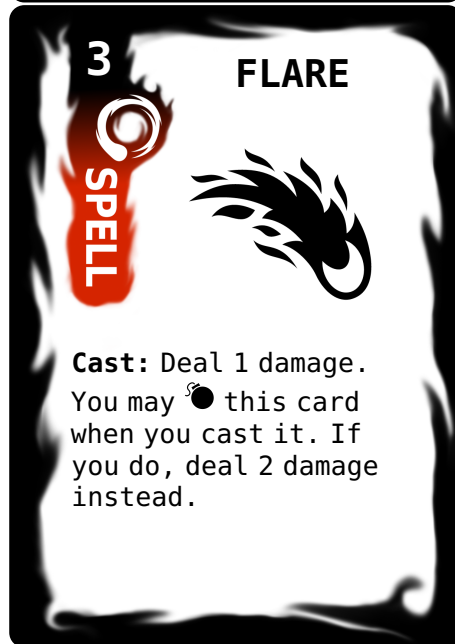 3
FLARE
SPELL
Cast: Deal 1 damage.
You may this card
when you cast it. If
you do, deal 2 damage
instead.